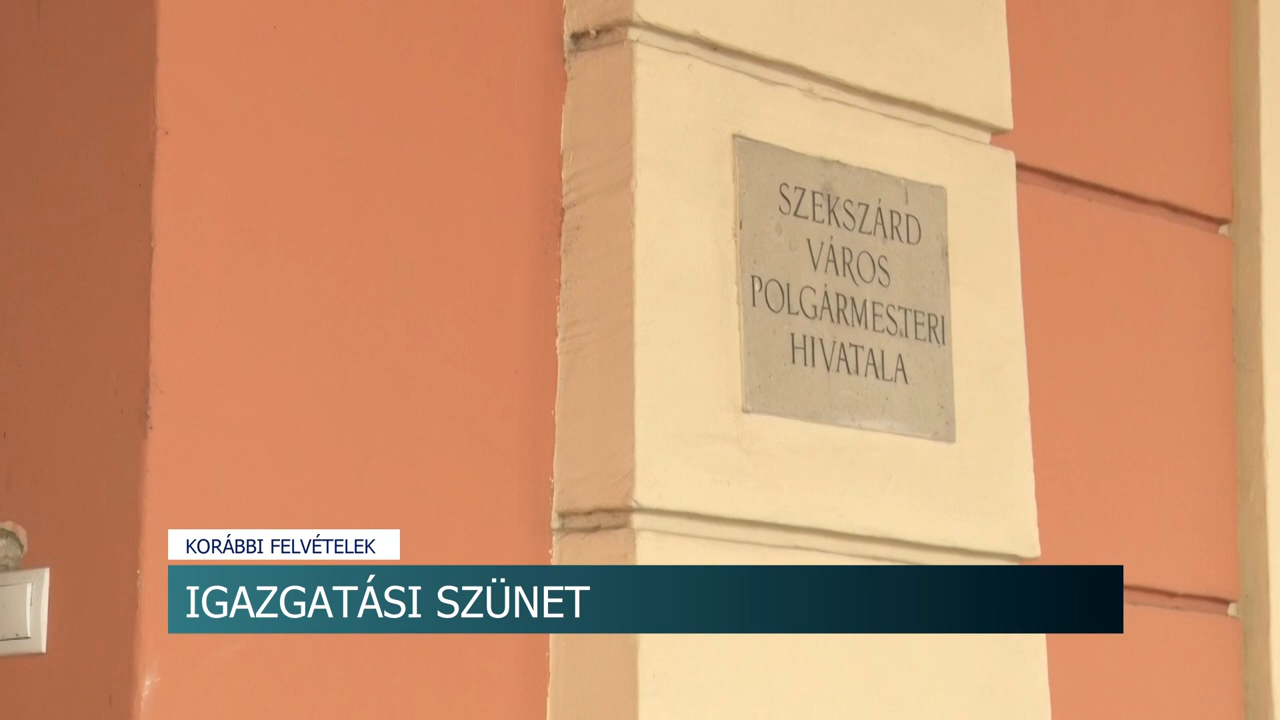 SZEKSZÁRD
VÁROS
POLGÁRMESTERI
HIVATALA
KORÁBBI FELVÉTELEK
IGAZGATÁSI SZÜNET